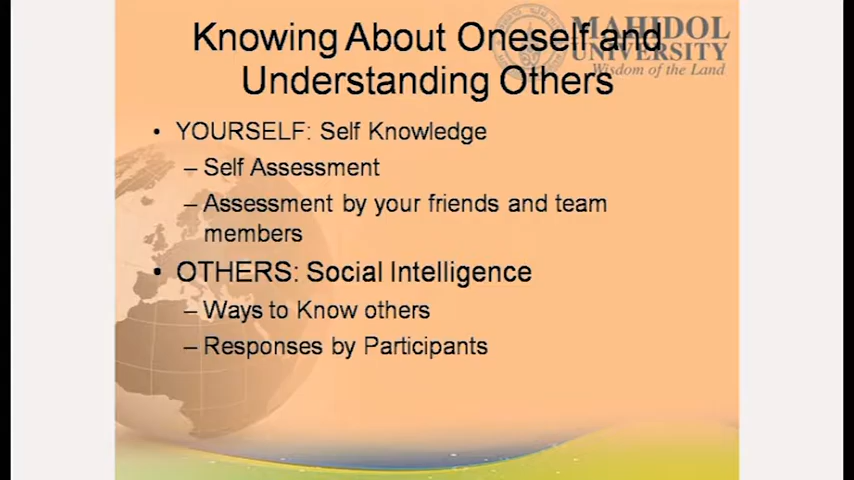 MAHIDOL
UNIVERSITY
Wisdom of the Land
Knowing About Oneself and
Understanding Others
• YOURSELF: Self Knowledge
– Self Assessment
– Assessment by your friends and team
members
• OTHERS: Social Intelligence
– Ways to Know others
– Responses by Participants